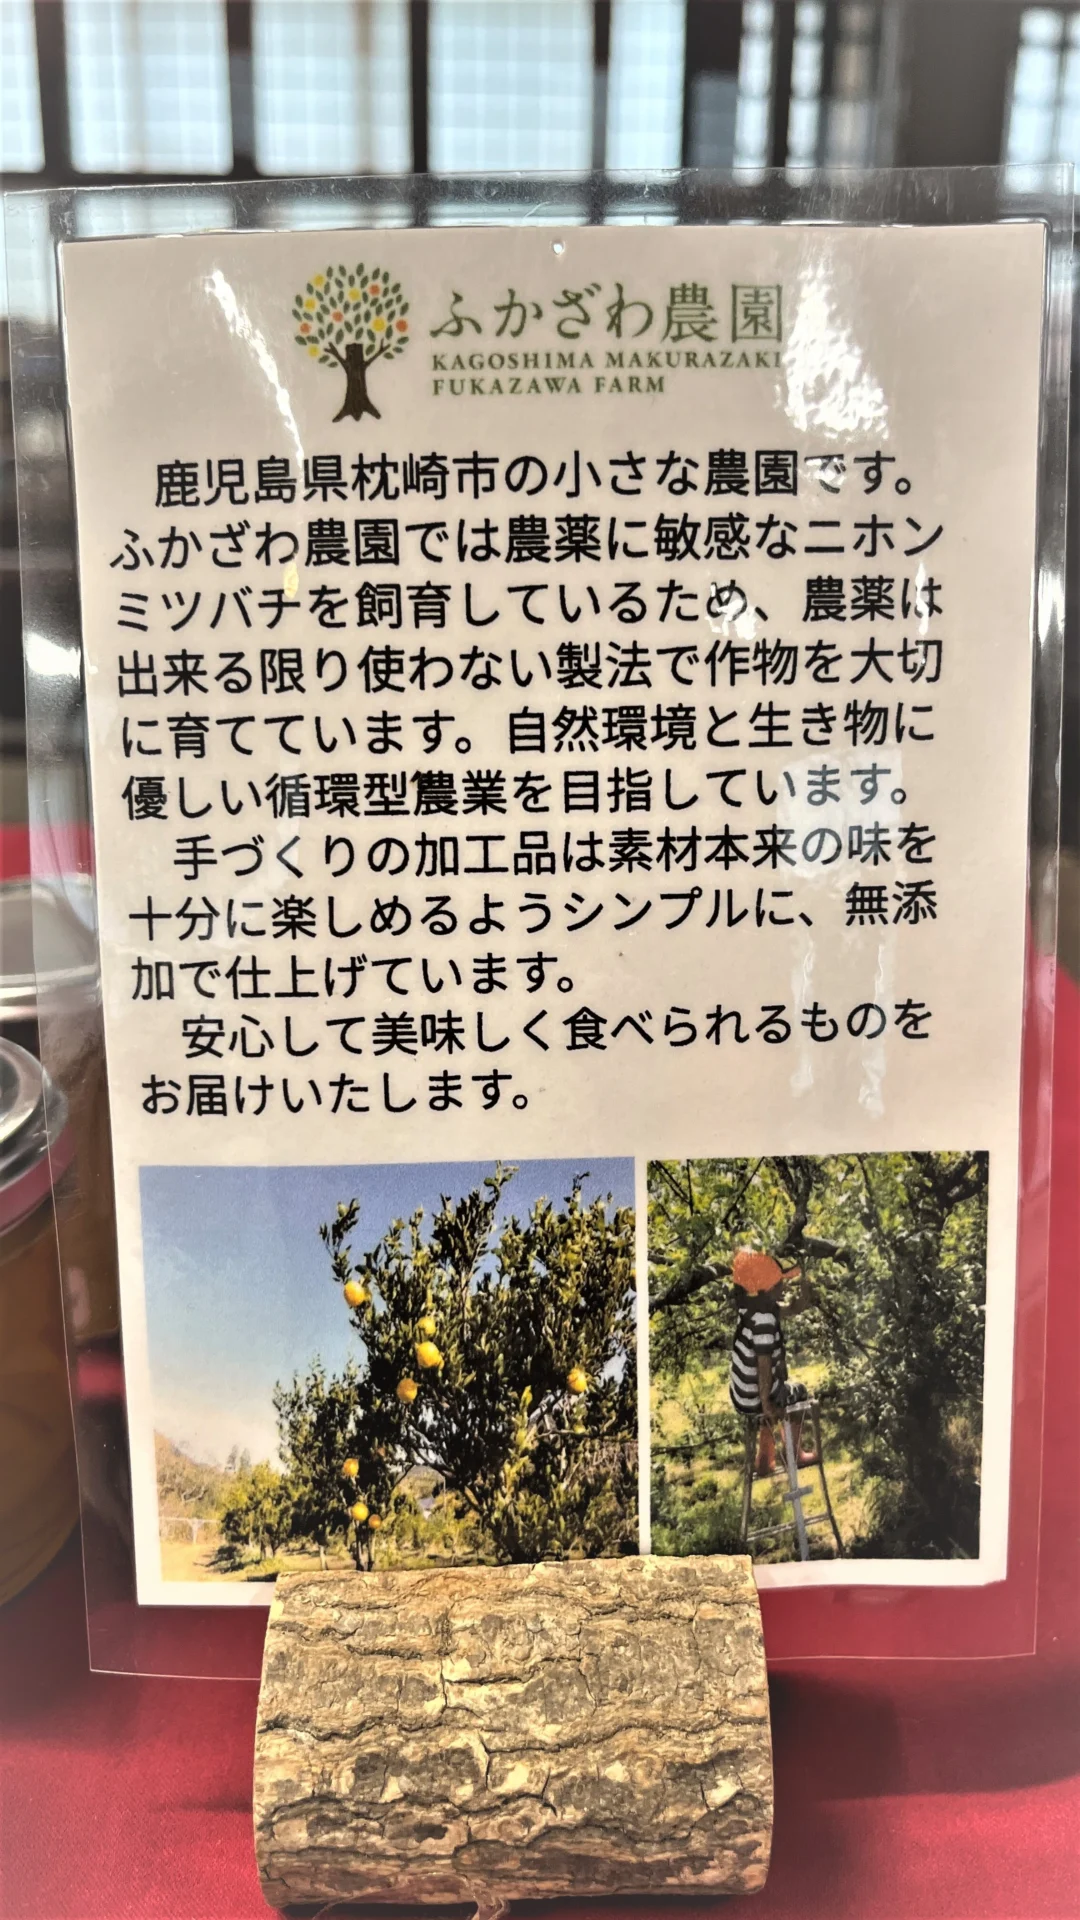 ふかざわ農園
KAGOSHIMA MAKURAZAKI
FUKAZAWA FARM
鹿児島県枕崎市の小さな農園です。
ふかざわ農園では農薬に敏感なニホン
ミツバチを飼育しているため、農薬は
出来る限り使わない製法で作物を大切
に育てています。自然環境と生き物に
優しい循環型農業を目指しています。
手づくりの加工品は素材本来の味を
十分に楽しめるようシンプルに、無添
加で仕上げています。
安心して美味しく食べられるものを
お届けいたします。